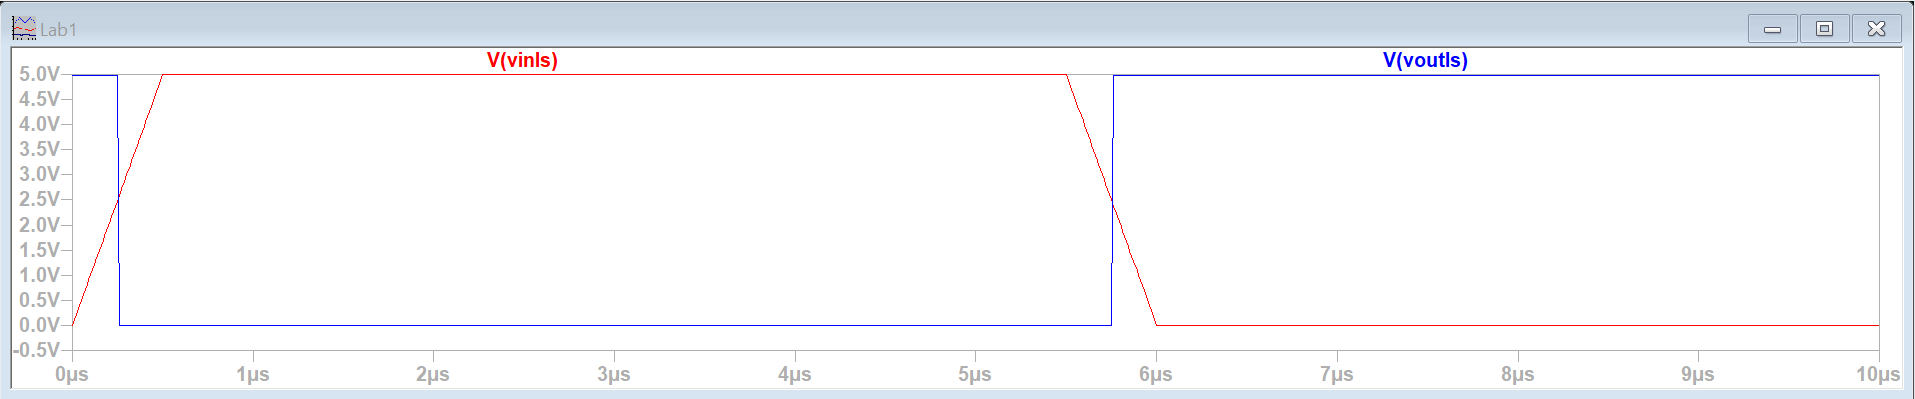 Lab1
V(vinls) V(voutls)
5.0V
4.5V
4.0V
3.5V
3.0V
2.5V
2.0V
1.5V
1.0V
0.5V
0.0V
-0.5V
0µs 1µs 2µs 3µs 4µs 5µs 6µs 7µs 8µs 9µs 10µs